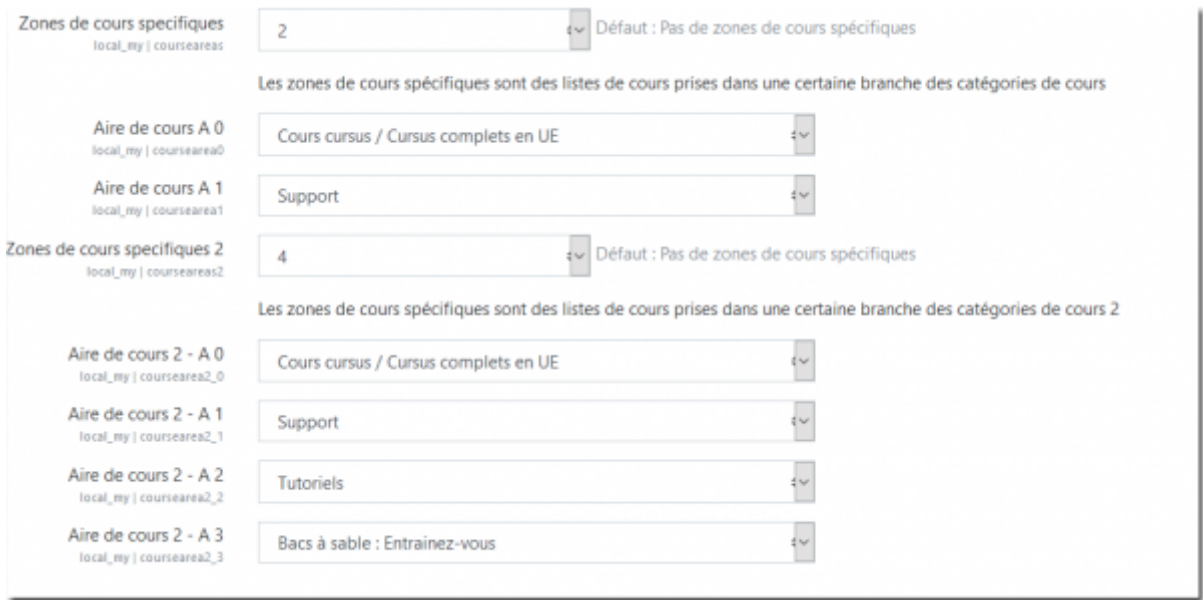 Zones de cours specifiques
2
Défaut : Pas de zones de cours spécifiques
local_my | courseareas
Les zones de cours spécifiques sont des listes de cours prises dans une certaine branche des catégories de cours
Aire de cours A 0
Cours cursus / Cursus complets en UE
local_my | coursearea0
Aire de cours A 1
Support
local_my | coursearea1
Zones de cours specifiques 2
4
Défaut : Pas de zones de cours spécifiques
local_my | courseareas2
Les zones de cours spécifiques sont des listes de cours prises dans une certaine branche des catégories de cours 2
Aire de cours 2 - A 0
Cours cursus / Cursus complets en UE
local_my | coursearea2_0
Aire de cours 2 - A 1
Support
local_my | coursearea2_1
Aire de cours 2 - A 2
Tutoriels
local_my | coursearea2_2
Aire de cours 2 - A 3
Bacs à sable : Entrainez-vous
local_my | coursearea2_3